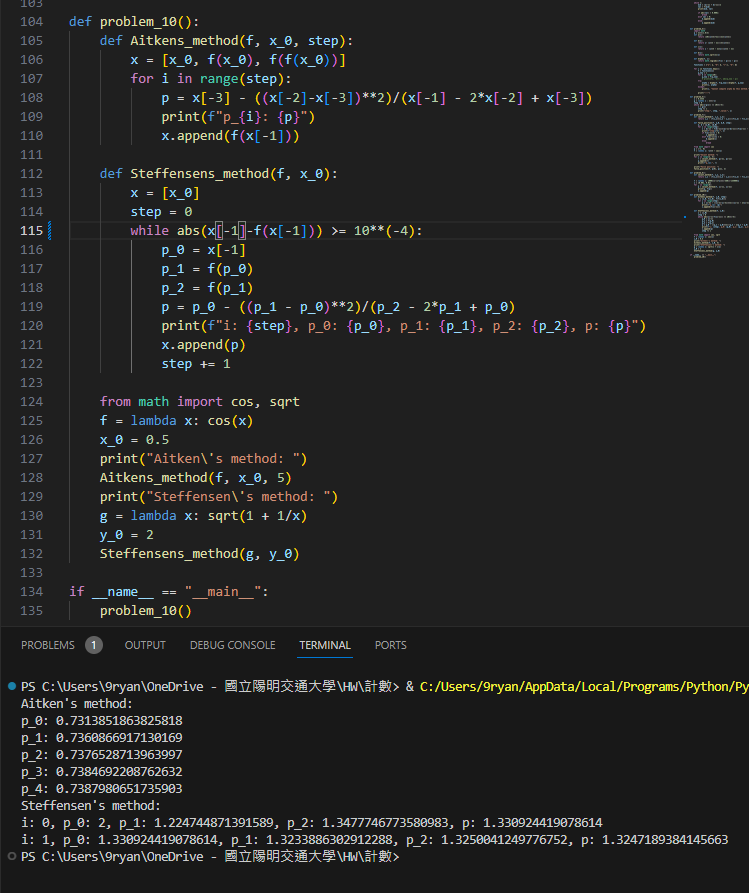 103
104 def problem_10():
105     def Aitkens_method(f, x_0, step):
106         x = [x_0, f(x_0), f(f(x_0))]
107         for i in range(step):
108             p = x[-3] - ((x[-2]-x[-3])**2)/(x[-1] - 2*x[-2] + x[-3])
109             print(f"p_{i}: {p}")
110             x.append(f(x[-1]))
111
112     def Steffensens_method(f, x_0):
113         x = [x_0]
114         step = 0
115         while abs(x[-1]-f(x[-1])) >= 10**(-4):
116             p_0 = x[-1]
117             p_1 = f(p_0)
118             p_2 = f(p_1)
119             p = p_0 - ((p_1 - p_0)**2)/(p_2 - 2*p_1 + p_0)
120             print(f"i: {step}, p_0: {p_0}, p_1: {p_1}, p_2: {p_2}, p: {p}")
121             x.append(p)
122             step += 1
123
124     from math import cos, sqrt
125     f = lambda x: cos(x)
126     x_0 = 0.5
127     print("Aitken\'s method: ")
128     Aitkens_method(f, x_0, 5)
129     print("Steffensen\'s method: ")
130     g = lambda x: sqrt(1 + 1/x)
131     y_0 = 2
132     Steffensens_method(g, y_0)
133
134 if __name__ == "__main__":
135     problem_10()
PROBLEMS 1 OUTPUT DEBUG CONSOLE TERMINAL PORTS
PS C:\Users\9ryan\OneDrive - 國立陽明交通大學\HW\計數> & C:/Users/9ryan/AppData/Local/Programs/Python/Py
Aitken's method:
p_0: 0.7313851863825818
p_1: 0.7360866917130169
p_2: 0.7376528713963997
p_3: 0.7384692208762632
p_4: 0.7387980651735903
Steffensen's method:
i: 0, p_0: 2, p_1: 1.224744871391589, p_2: 1.3477746773580983, p: 1.330924419078614
i: 1, p_0: 1.330924419078614, p_1: 1.3233886302912288, p_2: 1.3250041249776752, p: 1.3247189384145663
PS C:\Users\9ryan\OneDrive - 國立陽明交通大學\HW\計數>